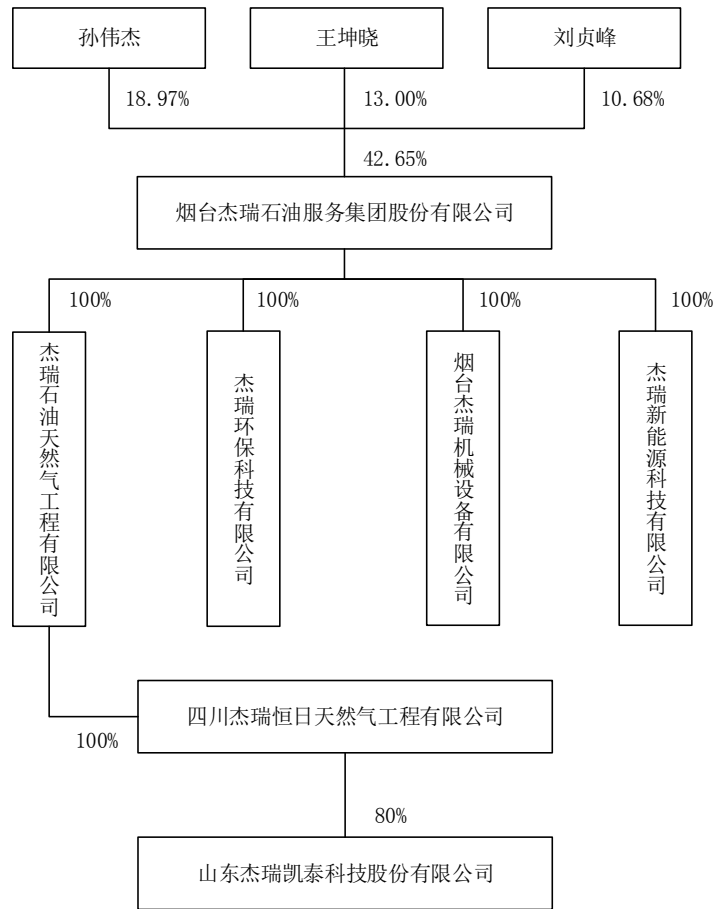 孙伟杰
王坤晓
刘贞峰
18.97%
13.00%
10.68%
42.65%
烟台杰瑞石油服务集团股份有限公司
100%
100%
100%
100%
杰瑞石油天然气工程有限公司
杰瑞环保科技有限公司
烟台杰瑞机械设备有限公司
杰瑞新能源科技有限公司
四川杰瑞恒日天然气工程有限公司
100%
80%
山东杰瑞凯泰科技股份有限公司